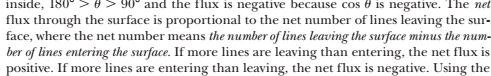 inside, 180° > θ > 90° and the flux is negative because cos θ is negative. The net
flux through the surface is proportional to the net number of lines leaving the sur-
face, where the net number means the number of lines leaving the surface minus the num-
ber of lines entering the surface. If more lines are leaving than entering, the net flux is
positive. If more lines are entering than leaving, the net flux is negative. Using the